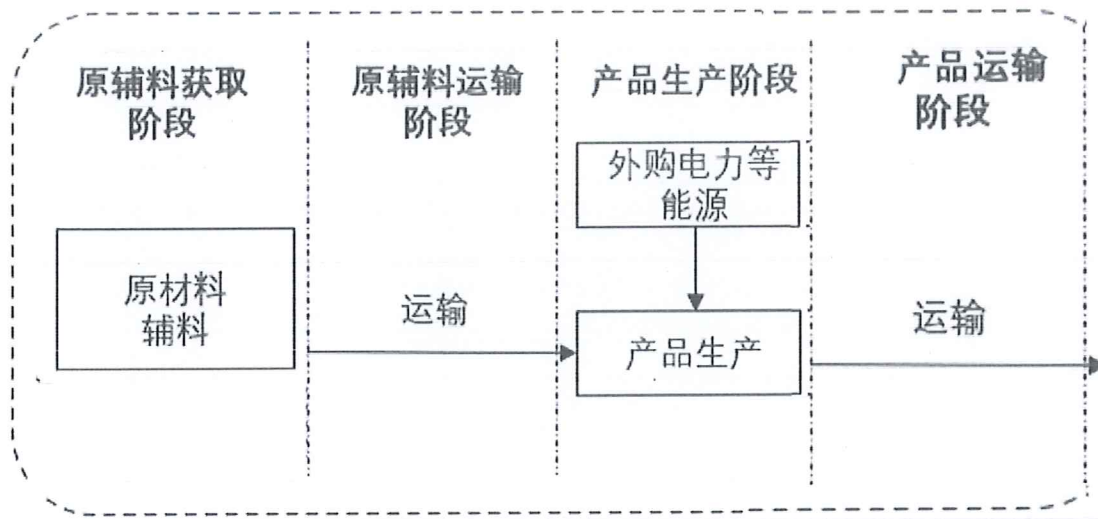 原辅料获取
阶段
原辅料运输
阶段
产品生产阶段
产品运输
阶段
外购电力等
能源
原材料
辅料
运输
产品生产
运输